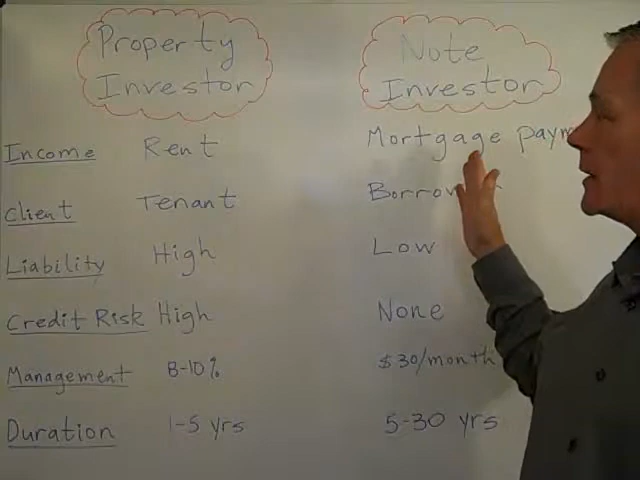 Property Investor
Note Investor
Income Rent Mortgage
Client Tenant
Liability High Low
Credit Risk High None
Management 8-10% $30/month
Duration 1-5 yrs 5-30 yrs